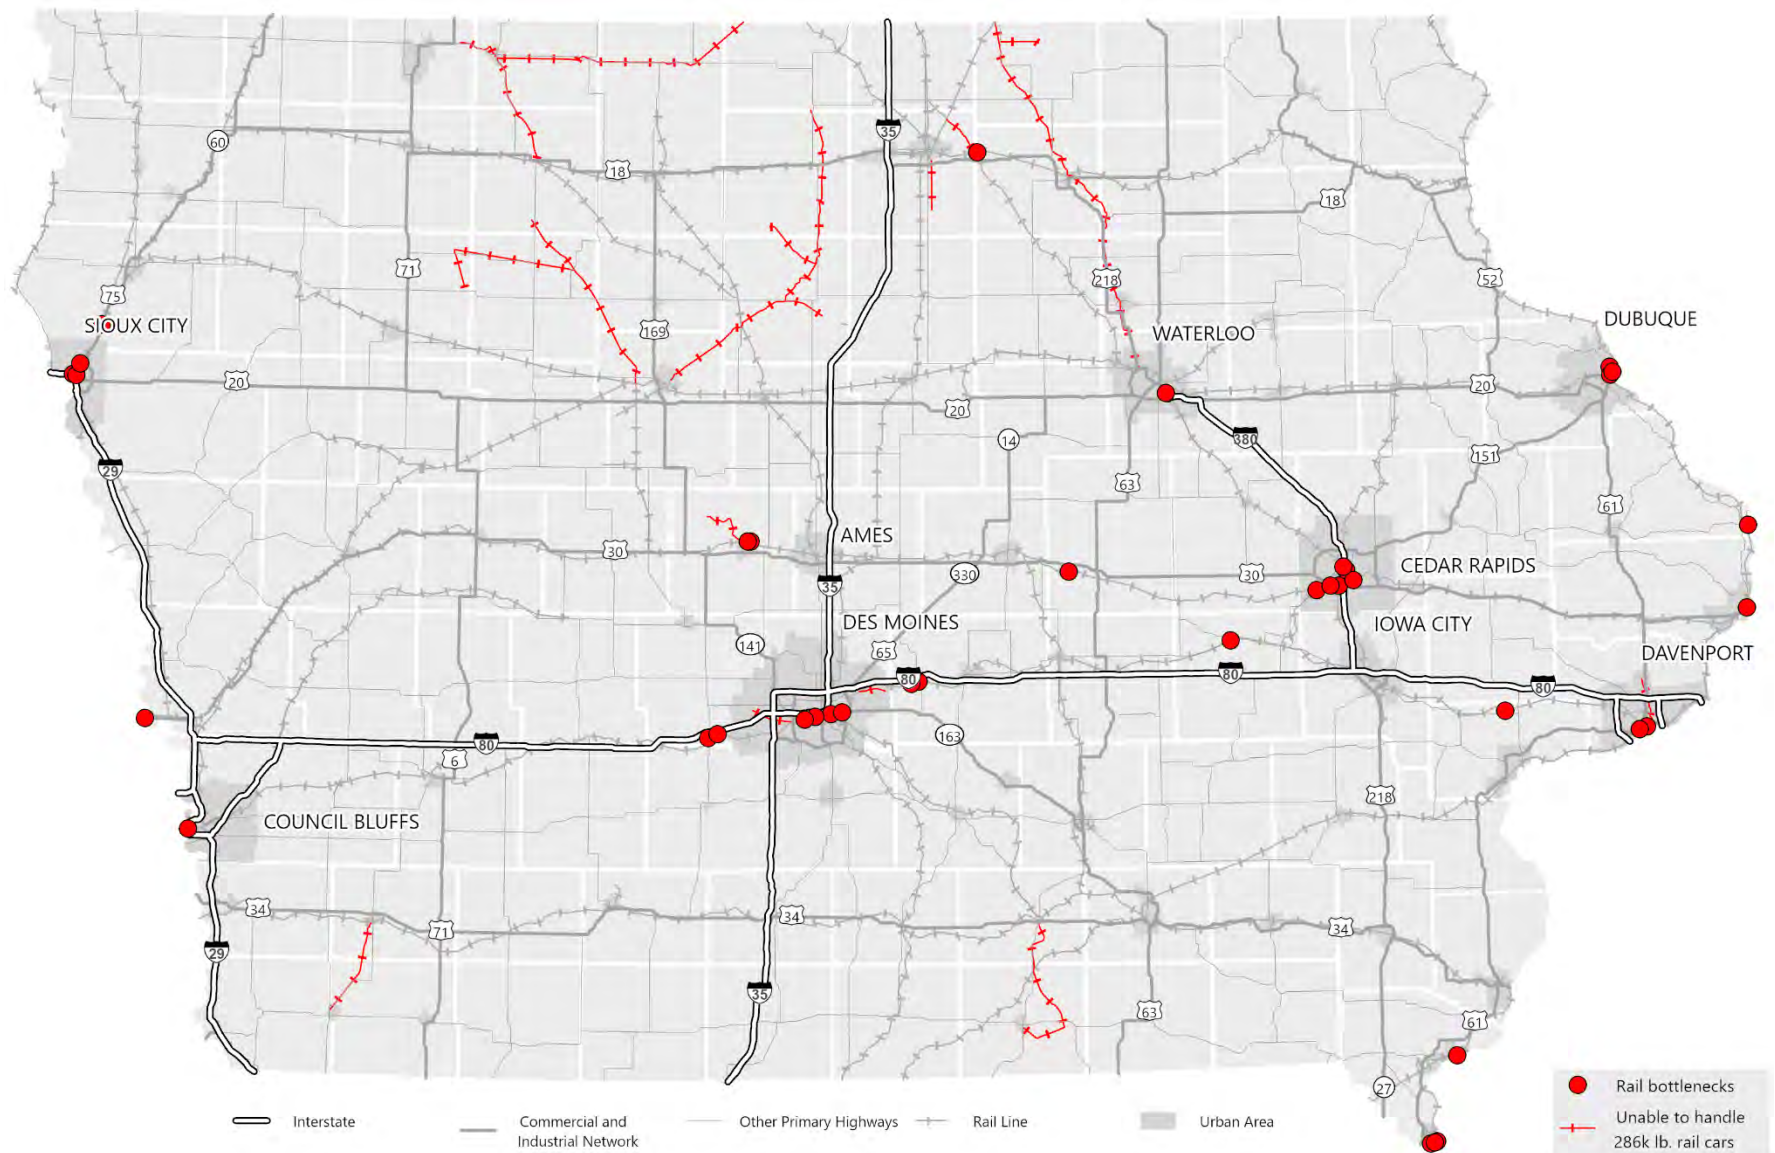 35
60
18
18
71
218
52
75
SIOUX CITY
DUBUQUE
169
WATERLOO
20
20
20
14
380
151
29
63
61
AMES
30
35
330
30
CEDAR RAPIDS
DES MOINES
IOWA CITY
141
65
DAVENPORT
80
80
80
163
80
6
218
COUNCIL BLUFFS
34
34
71
34
29
35
63
61
27
Rail bottlenecks
Unable to handle
286k lb. rail cars
Interstate
Commercial and
Industrial Network
Other Primary Highways
Rail Line
Urban Area